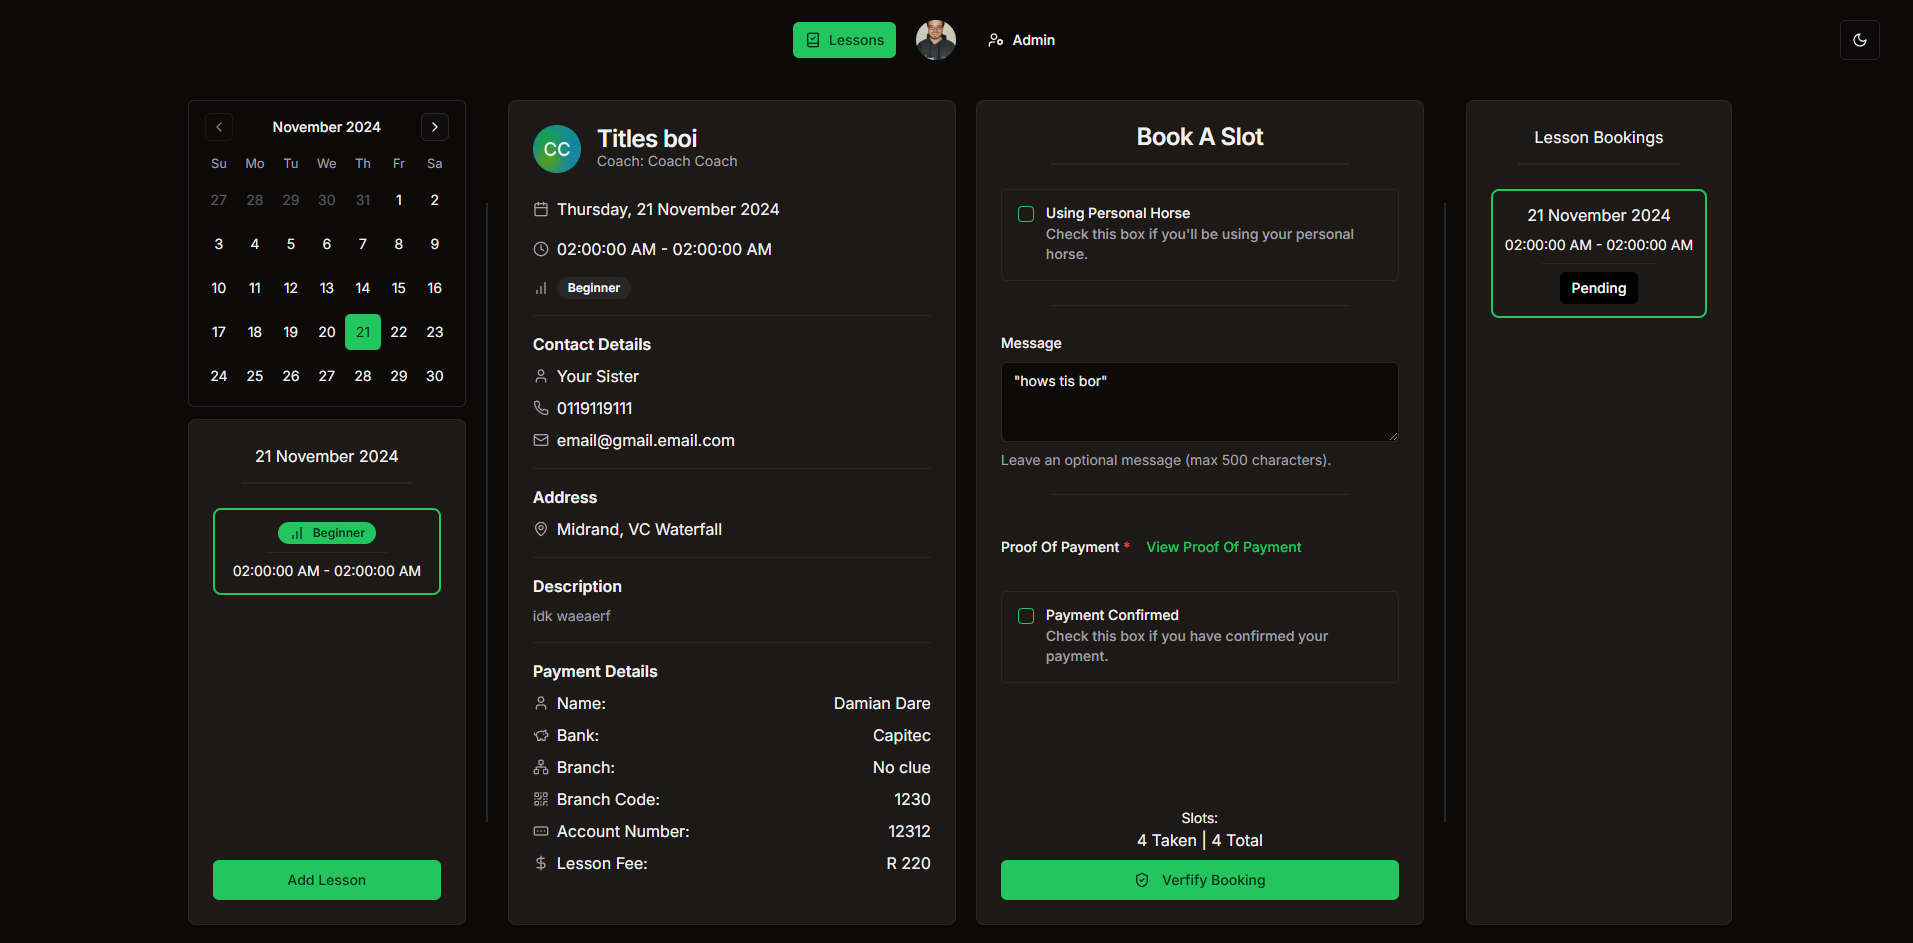 Lessons
Admin
November 2024
Su Mo Tu We Th Fr Sa
27 28 29 30 31 1 2
3 4 5 6 7 8 9
10 11 12 13 14 15 16
17 18 19 20 21 22 23
24 25 26 27 28 29 30
21 November 2024
Beginner
02:00:00 AM - 02:00:00 AM
Add Lesson
CC
Titles boi
Coach: Coach Coach
Thursday, 21 November 2024
02:00:00 AM - 02:00:00 AM
Beginner
Contact Details
Your Sister
0119119111
email@gmail.email.com
Address
Midrand, VC Waterfall
Description
idk waeaerf
Payment Details
Name: Damian Dare
Bank: Capitec
Branch: No clue
Branch Code: 1230
Account Number: 12312
Lesson Fee: R 220
Book A Slot
Using Personal Horse
Check this box if you'll be using your personal
horse.
Message
"hows tis bor"
Leave an optional message (max 500 characters).
Proof Of Payment * View Proof Of Payment
Payment Confirmed
Check this box if you have confirmed your
payment.
Slots:
4 Taken | 4 Total
Verfify Booking
Lesson Bookings
21 November 2024
02:00:00 AM - 02:00:00 AM
Pending